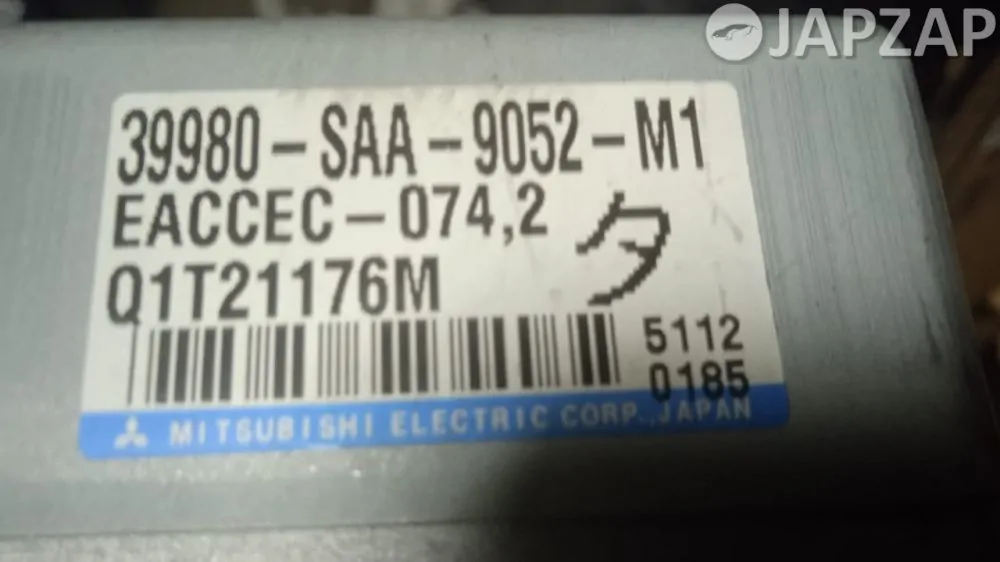 JAPZAP
39980-SAA-9052-M1
EACCEC-074,2
タ
Q1T21176M
5112
0185
MITSUBISHI ELECTRIC CORP., JAPAN